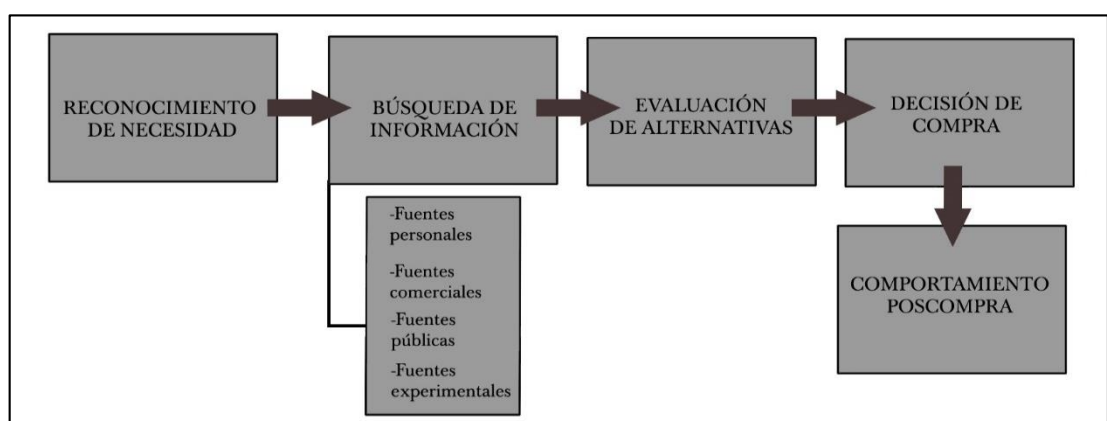 RECONOCIMIENTO
DE NECESIDAD
BÚSQUEDA DE
INFORMACIÓN
EVALUACIÓN
DE ALTERNATIVAS
DECISIÓN DE
COMPRA
-Fuentes
personales
-Fuentes
comerciales
-Fuentes
públicas
-Fuentes
experimentales
COMPORTAMIENTO
POSCOMPRA